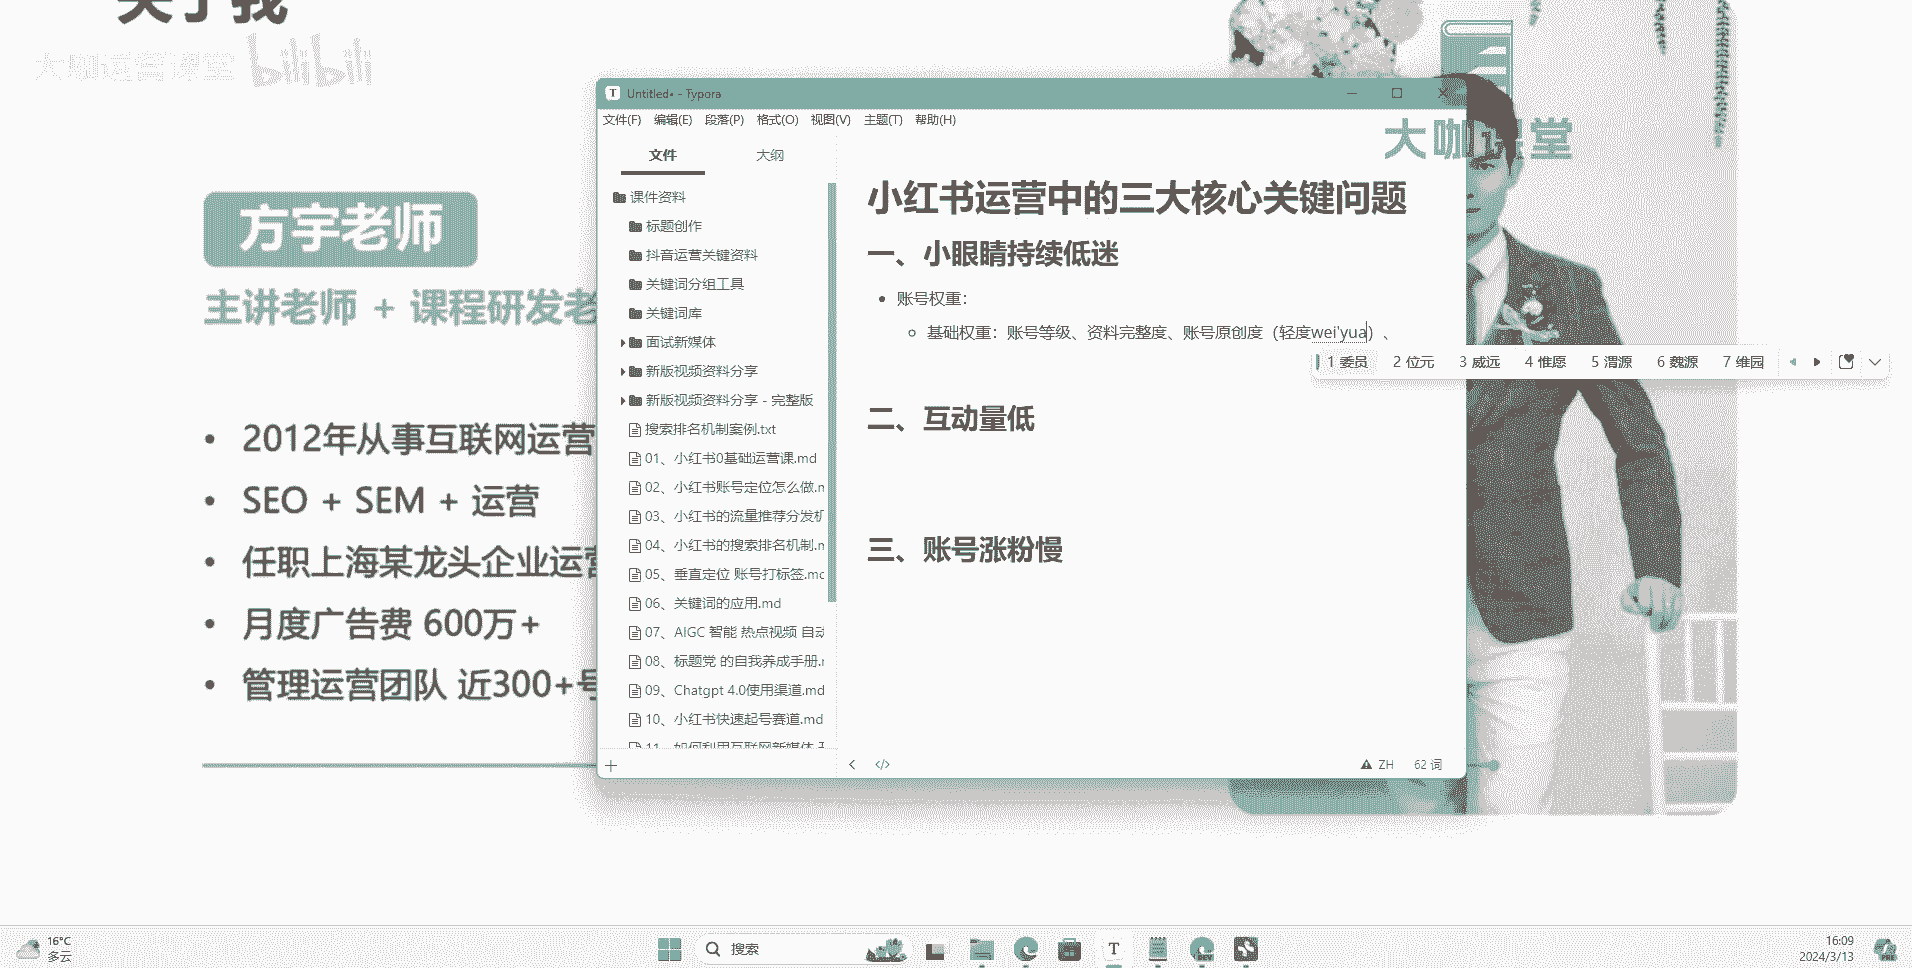 关于我
大咖运营课堂 bilibili
方宇老师
主讲老师 + 课程研发老
2012年从事互联网运营
SEO + SEM + 运营
任职上海某龙头企业运营
月度广告费 600万+
管理运营团队 近300+号
大咖课堂
Untitled• - Typora
文件(F) 编辑(E) 段落(P) 格式(O) 视图(V) 主题(T) 帮助(H)
文件 大纲
课件资料
标题创作
抖音运营关键资料
关键词分组工具
关键词库
面试新媒体
新版视频资料分享
新版视频资料分享 - 完整版
搜索排名机制案例.txt
01、小红书0基础运营课.md
02、小红书账号定位怎么做.m
03、小红书的流量推荐分发机
04、小红书的搜索排名机制.m
05、垂直定位 账号打标签.md
06、关键词的应用.md
07、AIGC 智能 热点视频 自动
08、标题党 的自我养成手册.m
09、Chatgpt 4.0使用渠道.md
10、小红书快速起号赛道.md
11、如何利用互联网新媒体
小红书运营中的三大核心关键问题
一、小眼睛持续低迷
账号权重：
基础权重：账号等级、资料完整度、账号原创度（轻度wei'yua）、
1 委员 2 位元 3 威远 4 惟愿 5 渭源 6 魏源 7 维园
二、互动量低
三、账号涨粉慢
ZH 62 词
16°C
多云
搜索
16:09
2024/3/13